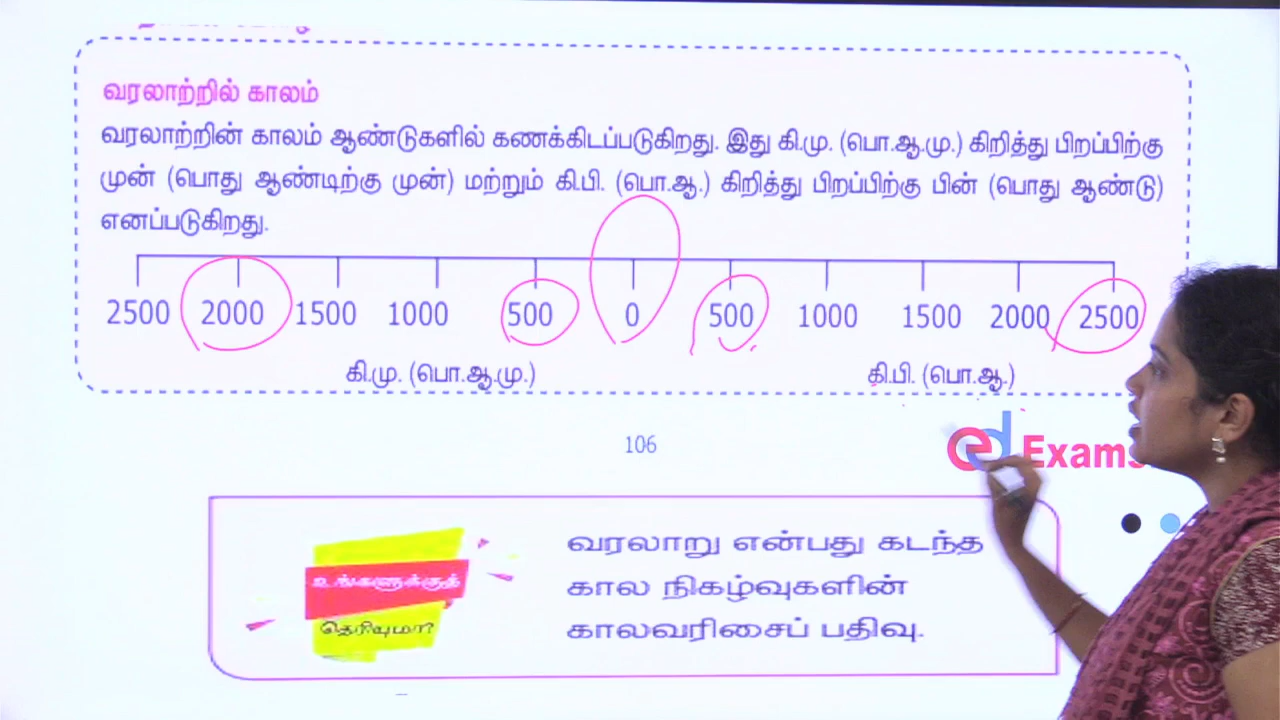 வரலாற்றில் காலம்
வரலாற்றின் காலம் ஆண்டுகளில் கணக்கிடப்படுகிறது. இது கி.மு. (பொ.ஆ.மு.) கிறித்து பிறப்பிற்கு
முன் (பொது ஆண்டிற்கு முன்) மற்றும் கி.பி. (பொ.ஆ.) கிறித்து பிறப்பிற்கு பின் (பொது ஆண்டு)
எனப்படுகிறது.
2500 2000 1500 1000 500 0 500 1000 1500 2000 2500
கி.மு. (பொ.ஆ.மு.) கி.பி. (பொ.ஆ.)
106
ed Exams
வரலாறு என்பது கடந்த
கால நிகழ்வுகளின்
காலவரிசைப் பதிவு.
உங்களுக்குத்
தெரியுமா?